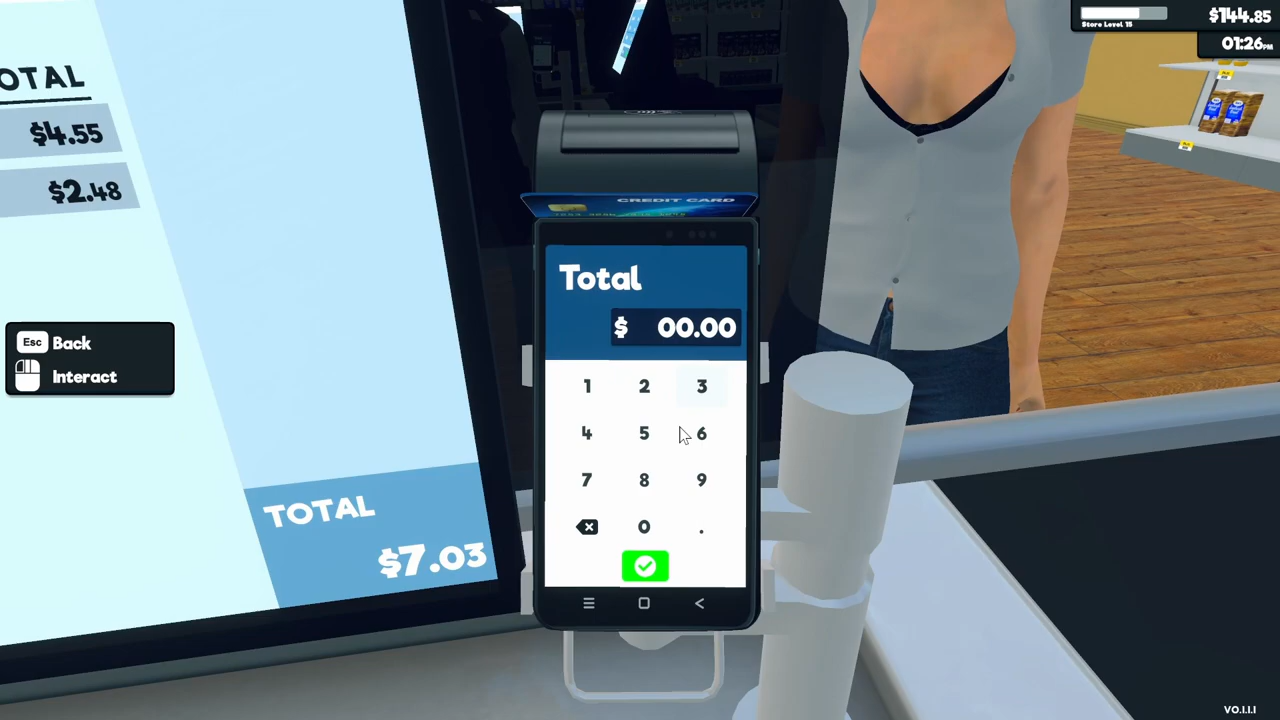 OTAL
$4.55
$2.48
Esc Back
Interact
TOTAL
$7.03
CREDIT CARD
Total
$ 00.00
1 2 3
4 5 6
7 8 9
0 .
Store Level 15
$144.85
01:26PM
V0.1.1.1